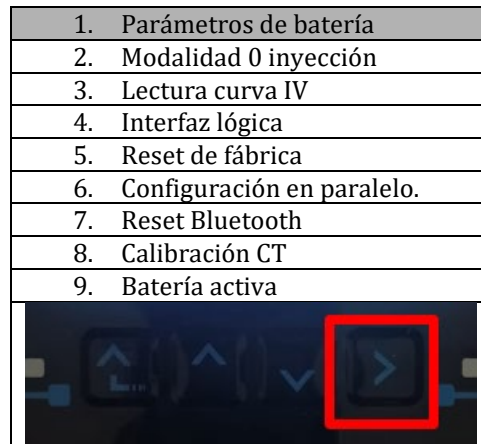 1. Parámetros de batería
2. Modalidad 0 inyección
3. Lectura curva IV
4. Interfaz lógica
5. Reset de fábrica
6. Configuración en paralelo.
7. Reset Bluetooth
8. Calibración CT
9. Batería activa